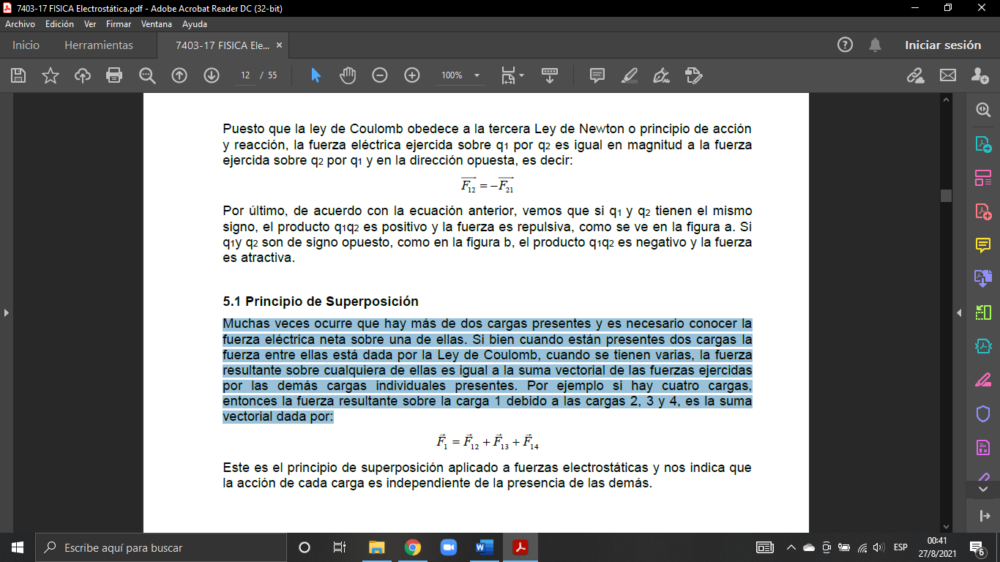 7403-17 FISICA Electrostática.pdf - Adobe Acrobat Reader DC (32-bit)
Archivo Edición Ver Firmar Ventana Ayuda
Inicio Herramientas 7403-17 FISICA Ele... × Iniciar sesión
12 / 55 100%
Puesto que la ley de Coulomb obedece a la tercera Ley de Newton o principio de acción
y reacción, la fuerza eléctrica ejercida sobre q1 por q2 es igual en magnitud a la fuerza
ejercida sobre q2 por q1 y en la dirección opuesta, es decir:
F⃗12 = −F⃗21
Por último, de acuerdo con la ecuación anterior, vemos que si q1 y q2 tienen el mismo
signo, el producto q1q2 es positivo y la fuerza es repulsiva, como se ve en la figura a. Si
q1y q2 son de signo opuesto, como en la figura b, el producto q1q2 es negativo y la fuerza
es atractiva.
5.1 Principio de Superposición
Muchas veces ocurre que hay más de dos cargas presentes y es necesario conocer la
fuerza eléctrica neta sobre una de ellas. Si bien cuando están presentes dos cargas la
fuerza entre ellas está dada por la Ley de Coulomb, cuando se tienen varias, la fuerza
resultante sobre cualquiera de ellas es igual a la suma vectorial de las fuerzas ejercidas
por las demás cargas individuales presentes. Por ejemplo si hay cuatro cargas,
entonces la fuerza resultante sobre la carga 1 debido a las cargas 2, 3 y 4, es la suma
vectorial dada por:
F⃗1 = F⃗12 + F⃗13 + F⃗14
Este es el principio de superposición aplicado a fuerzas electrostáticas y nos indica que
la acción de cada carga es independiente de la presencia de las demás.
Escribe aquí para buscar
ESP
00:41
27/8/2021
6